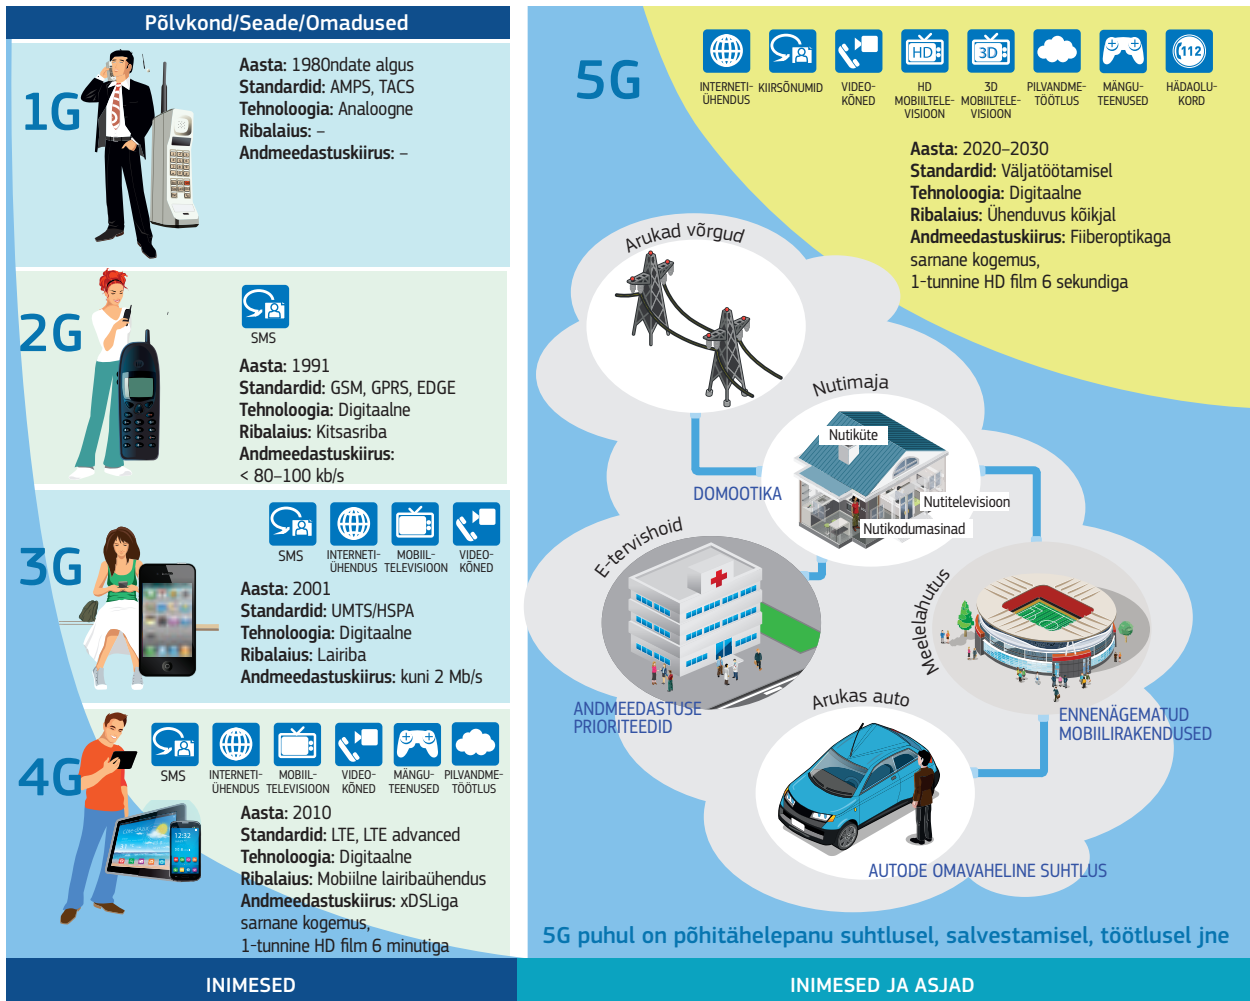 Põlvkond/Seade/Omadused
1G
Aasta: 1980ndate algus
Standardid: AMPS, TACS
Tehnoloogia: Analoogne
Ribalaius: –
Andmeedastuskiirus: –
2G
SMS
Aasta: 1991
Standardid: GSM, GPRS, EDGE
Tehnoloogia: Digitaalne
Ribalaius: Kitsasriba
Andmeedastuskiirus:
< 80–100 kb/s
3G
SMS
INTERNETI-
ÜHENDUS
MOBIIL-
TELEVISIOON
VIDEO-
KÕNED
Aasta: 2001
Standardid: UMTS/HSPA
Tehnoloogia: Digitaalne
Ribalaius: Lairiba
Andmeedastuskiirus: kuni 2 Mb/s
4G
SMS
INTERNETI-
ÜHENDUS
MOBIIL-
TELEVISIOON
VIDEO-
KÕNED
MÄNGU-
TEENUSED
PILVANDME-
TÖÖTLUS
12:32
Aasta: 2010
Standardid: LTE, LTE advanced
Tehnoloogia: Digitaalne
Ribalaius: Mobiilne lairibaühendus
Andmeedastuskiirus: xDSLiga
sarnane kogemus,
1-tunnine HD film 6 minutiga
INIMESED
5G
INTERNETI-
ÜHENDUS
KIIRSÕNUMID
VIDEO-
KÕNED
HD
HD
MOBIILTELE-
VISIOON
3D
3D
MOBIILTELE-
VISIOON
PILVANDME-
TÖÖTLUS
MÄNGU-
TEENUSED
112
HÄDAOLU-
KORD
Aasta: 2020–2030
Standardid: Väljatöötamisel
Tehnoloogia: Digitaalne
Ribalaius: Ühenduvus kõikjal
Andmeedastuskiirus: Fiiberoptikaga
sarnane kogemus,
1-tunnine HD film 6 sekundiga
Arukad võrgud
Nutimaja
Nutiküte
Nutitelevisioon
Nutikodumasinad
DOMOOTIKA
E-tervishoid
ANDMEEDASTUSE
PRIORITEEDID
Meelelahutus
ENNENÄGEMATUD
MOBIILIRAKENDUSED
Arukas auto
AUTODE OMAVAHELINE SUHTLUS
5G puhul on põhitähelepanu suhtlusel, salvestamisel, töötlusel jne
INIMESED JA ASJAD